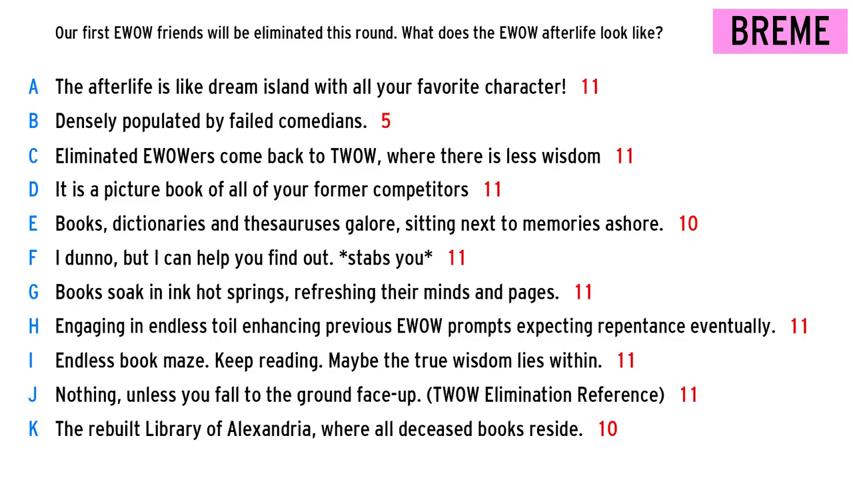 Our first EWOW friends will be eliminated this round. What does the EWOW afterlife look like?
BREME
A The afterlife is like dream island with all your favorite character! 11
B Densely populated by failed comedians. 5
C Eliminated EWOWers come back to TWOW, where there is less wisdom 11
D It is a picture book of all of your former competitors 11
E Books, dictionaries and thesauruses galore, sitting next to memories ashore. 10
F I dunno, but I can help you find out. *stabs you* 11
G Books soak in ink hot springs, refreshing their minds and pages. 11
H Engaging in endless toil enhancing previous EWOW prompts expecting repentance eventually. 11
I Endless book maze. Keep reading. Maybe the true wisdom lies within. 11
J Nothing, unless you fall to the ground face-up. (TWOW Elimination Reference) 11
K The rebuilt Library of Alexandria, where all deceased books reside. 10